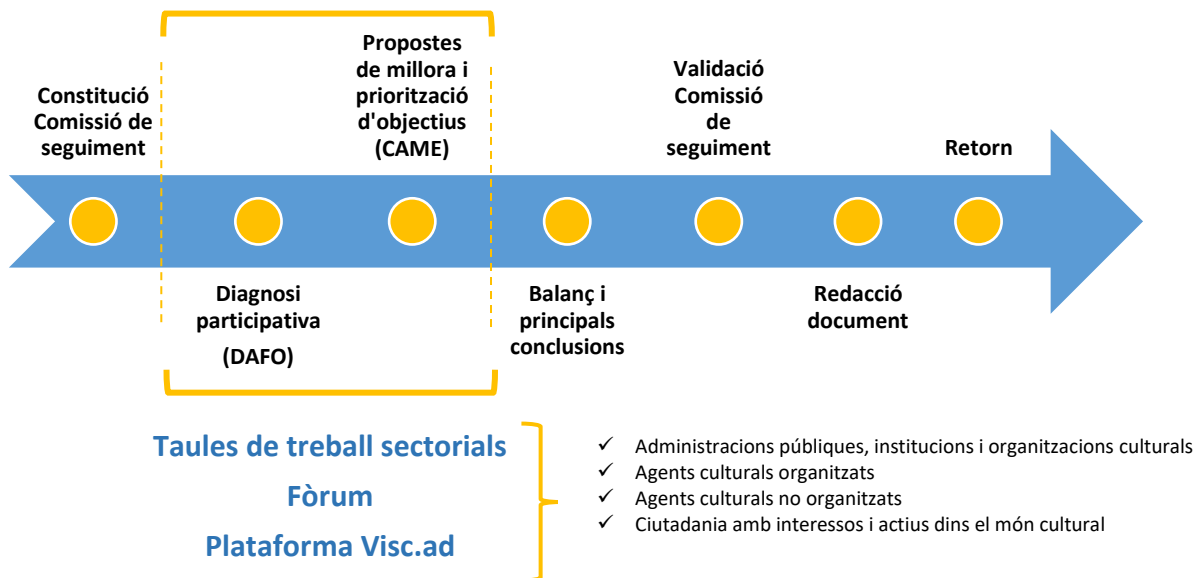 Constitució
Comissió de
seguiment
Diagnosi
participativa
(DAFO)
Propostes
de millora i
priorització
d'objectius
(CAME)
Balanç i
principals
conclusions
Validació
Comissió
de
seguiment
Redacció
document
Retorn
Taules de treball sectorials
Fòrum
Plataforma Visc.ad
✓ Administracions públiques, institucions i organitzacions culturals
✓ Agents culturals organitzats
✓ Agents culturals no organitzats
✓ Ciutadania amb interessos i actius dins el món cultural